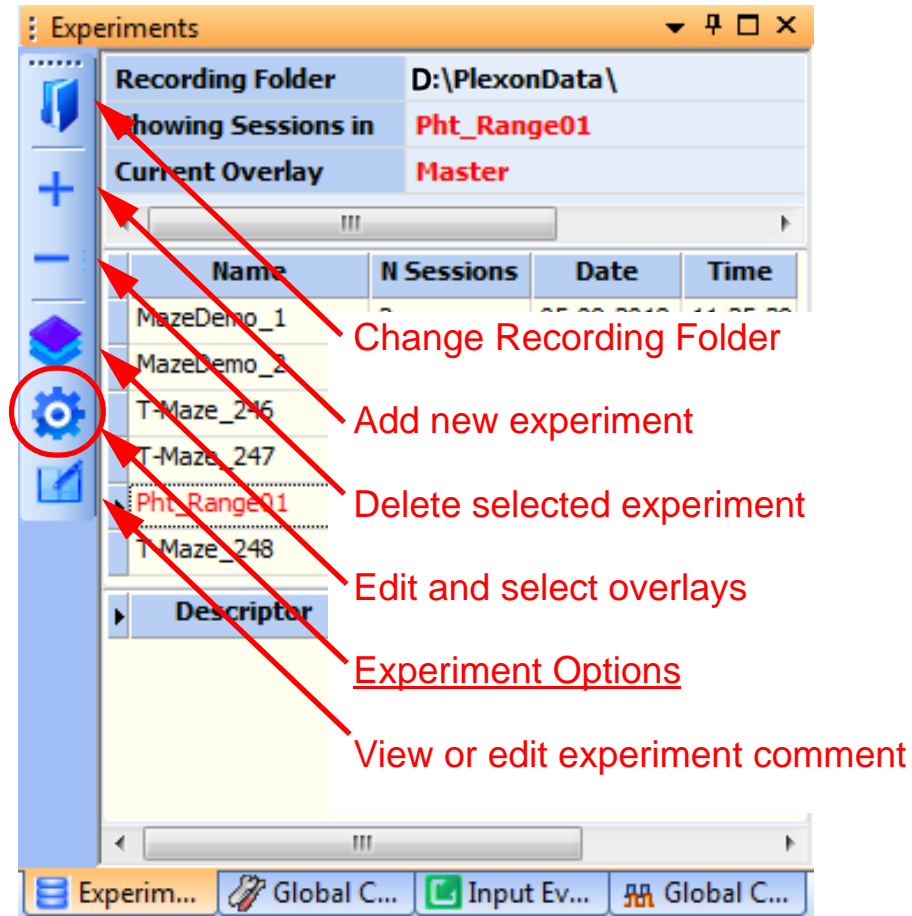 Experiments
Recording Folder D:\PlexonData\
Showing Sessions in Pht_Range01
Current Overlay Master
Name N Sessions Date Time
MazeDemo_1
Change Recording Folder
MazeDemo_2
T-Maze_246
Add new experiment
T-Maze_247
Pht_Range01
Delete selected experiment
T-Maze_248
Edit and select overlays
Descriptor
Experiment Options
View or edit experiment comment
Experim... Global C... Input Ev... Global C...